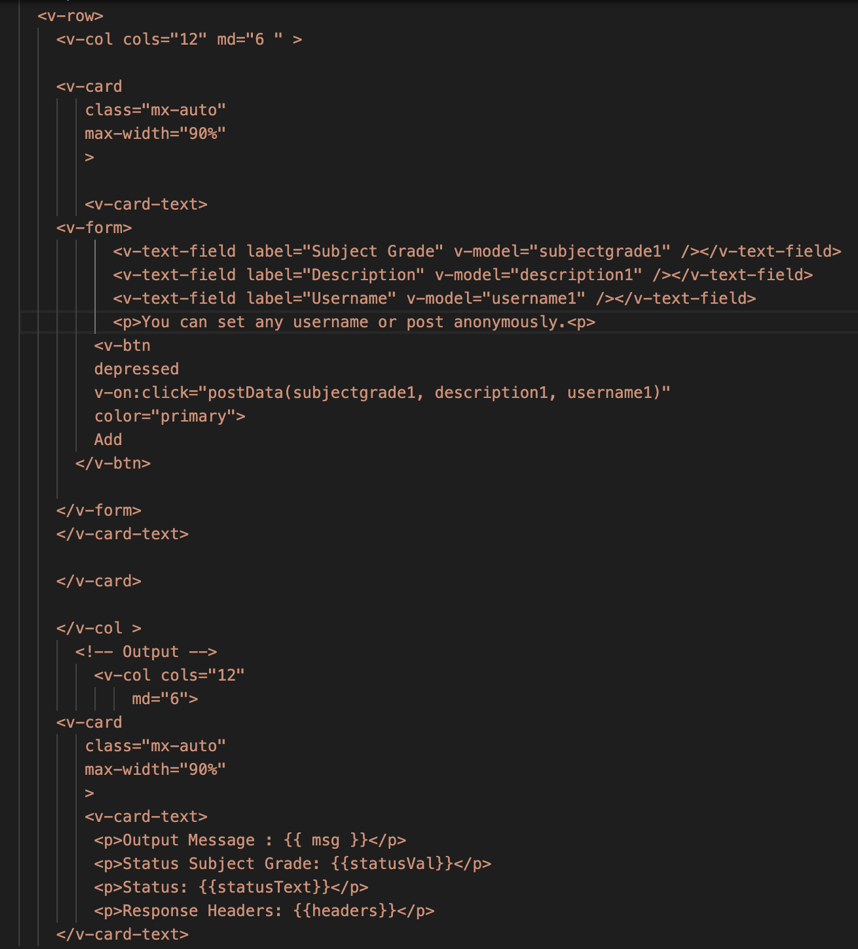 <v-row>
<v-col cols="12" md="6 " >
<v-card
class="mx-auto"
max-width="90%"
>
<v-card-text>
<v-form>
<v-text-field label="Subject Grade" v-model="subjectgrade1" /></v-text-field>
<v-text-field label="Description" v-model="description1" /></v-text-field>
<v-text-field label="Username" v-model="username1" /></v-text-field>
<p>You can set any username or post anonymously.<p>
<v-btn
depressed
v-on:click="postData(subjectgrade1, description1, username1)"
color="primary">
Add
</v-btn>
</v-form>
</v-card-text>
</v-card>
</v-col >
<!-- Output -->
<v-col cols="12"
md="6">
<v-card
class="mx-auto"
max-width="90%"
>
<v-card-text>
<p>Output Message : {{ msg }}</p>
<p>Status Subject Grade: {{statusVal}}</p>
<p>Status: {{statusText}}</p>
<p>Response Headers: {{headers}}</p>
</v-card-text>